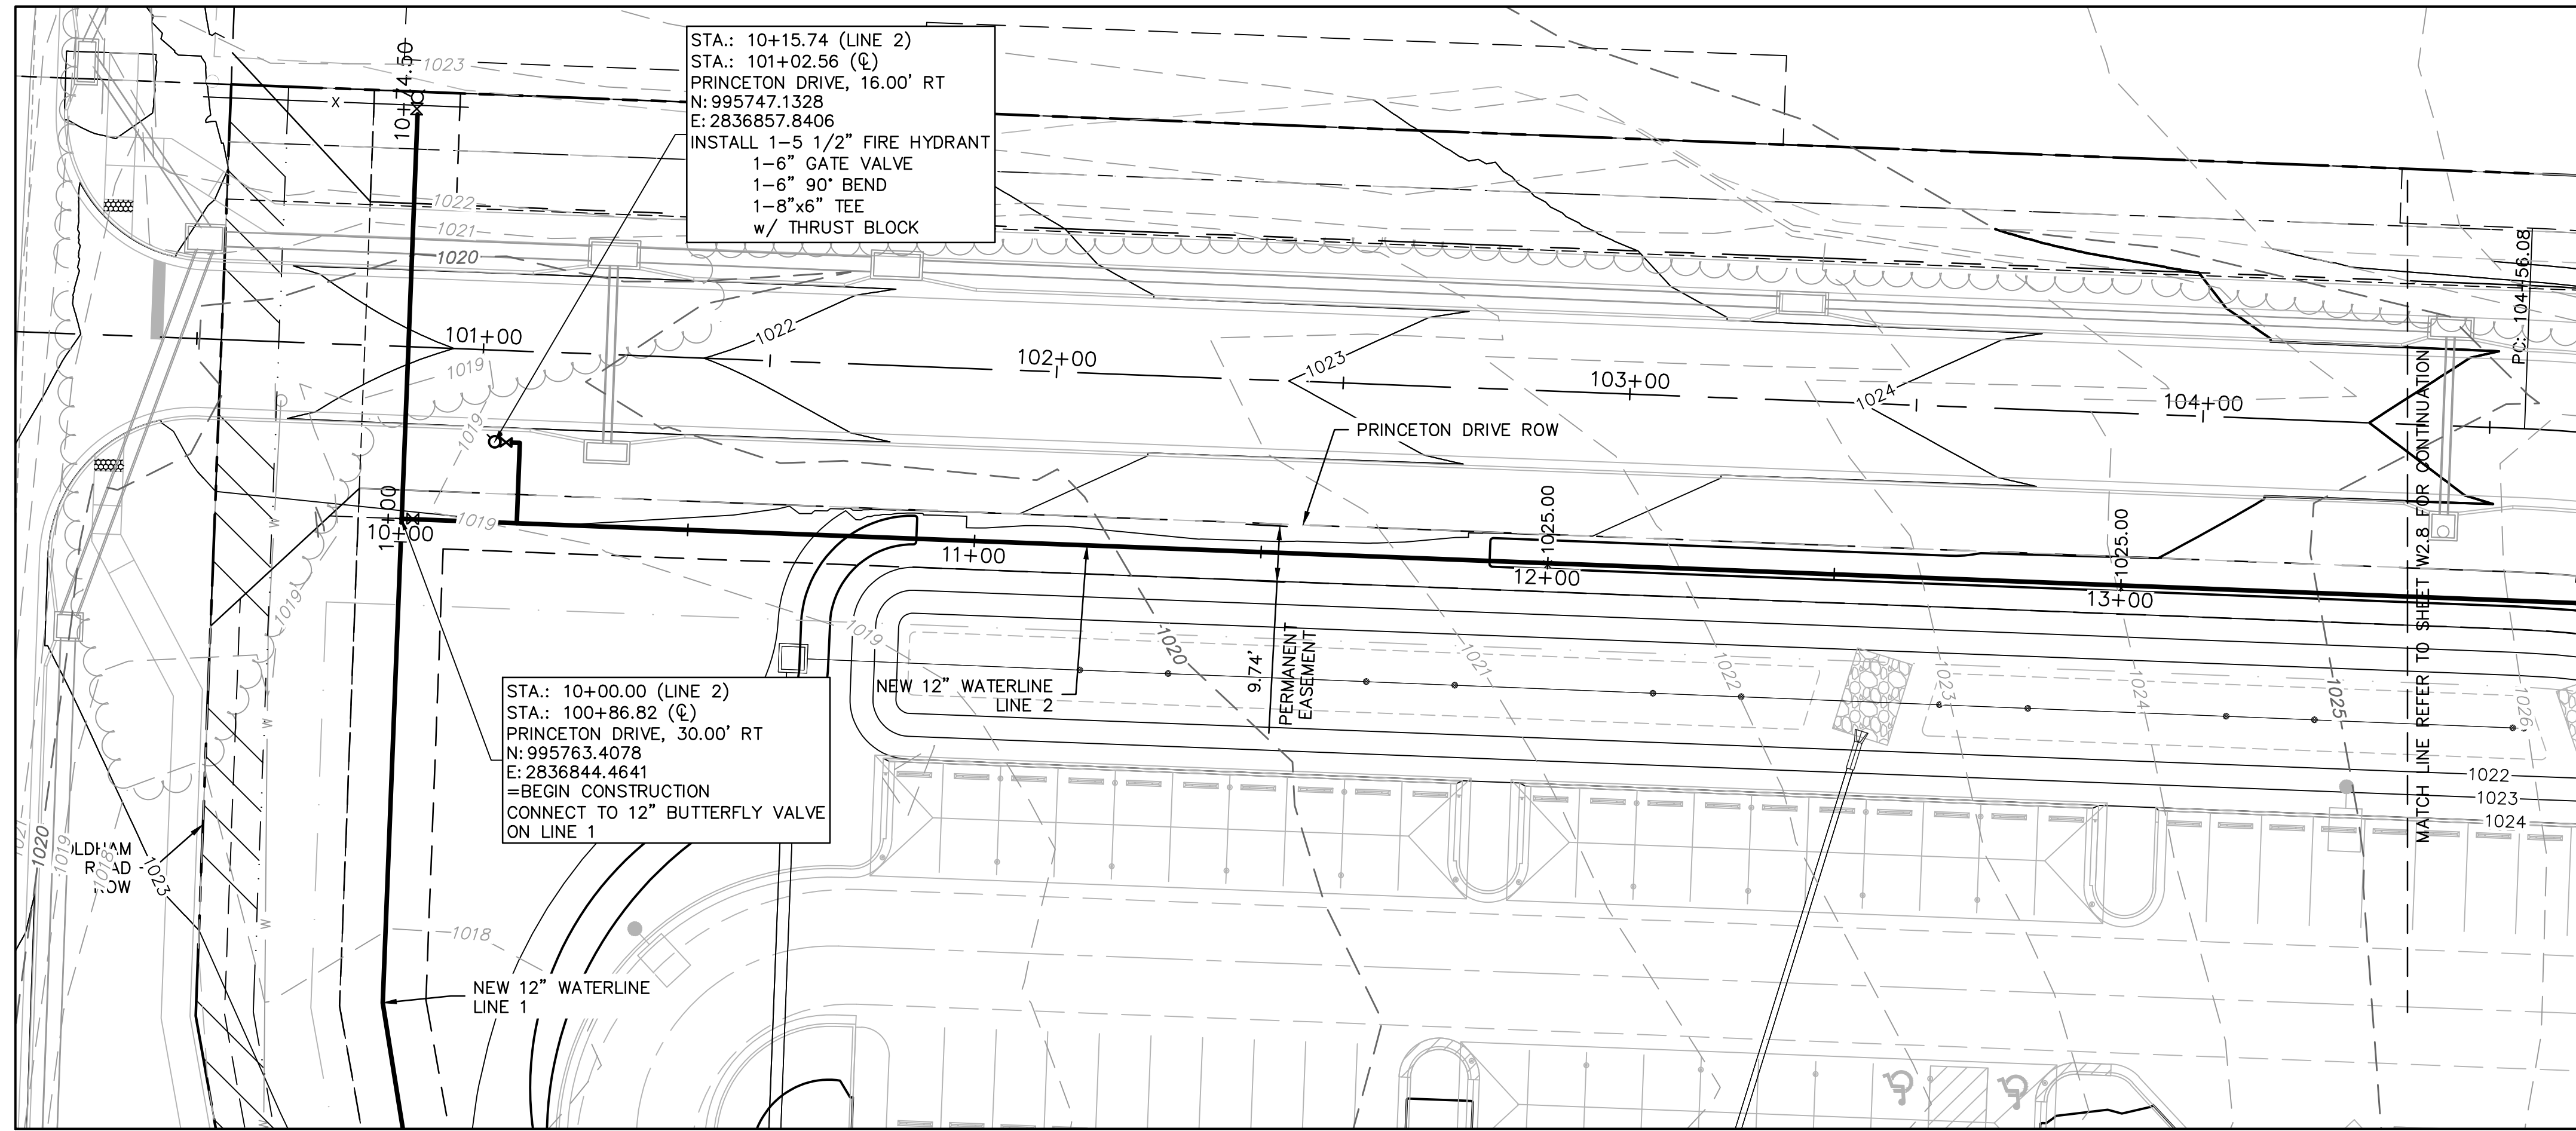 STA.: 10+15.74 (LINE 2)
STA.: 101+02.56 (℄)
PRINCETON DRIVE, 16.00' RT
N:995747.1328
E:2836857.8406
INSTALL 1-5 1/2" FIRE HYDRANT
1-6" GATE VALVE
1-6" 90° BEND
1-8"x6" TEE
w/ THRUST BLOCK
10+74.50
1023
X
1022
1021
1020
101+00
1022
102+00
1023
103+00
1024
104+00
PC: 104+56.08
1019
1019
PRINCETON DRIVE ROW
1+00
10+00
1019
11+00
1025.00
12+00
1025.00
13+00
MATCH LINE REFER TO SHEET W2.8 FOR CONTINUATION
1019
1019
1020
1021
1022
1023
1024
1025
1026
9.74'
PERMANENT
EASEMENT
NEW 12" WATERLINE
LINE 2
STA.: 10+00.00 (LINE 2)
STA.: 100+86.82 (℄)
PRINCETON DRIVE, 30.00' RT
N:995763.4078
E:2836844.4641
=BEGIN CONSTRUCTION
CONNECT TO 12" BUTTERFLY VALVE
ON LINE 1
1022
1023
1024
LDHAM
ROAD
ROW
1021
1020
1019
1018
1023
1018
NEW 12" WATERLINE
LINE 1